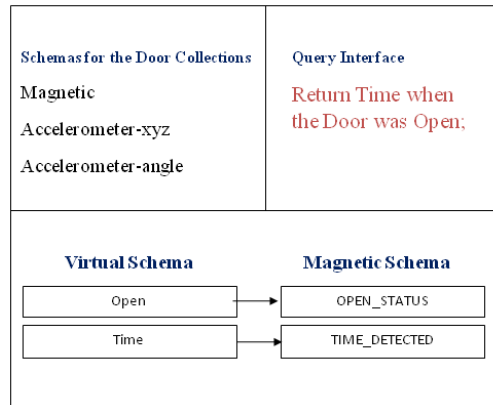 Schemas for the Door Collections
Magnetic
Accelerometer-xyz
Accelerometer-angle
Query Interface
Return Time when
the Door was Open;
Virtual Schema
Magnetic Schema
Open
OPEN_STATUS
Time
TIME_DETECTED